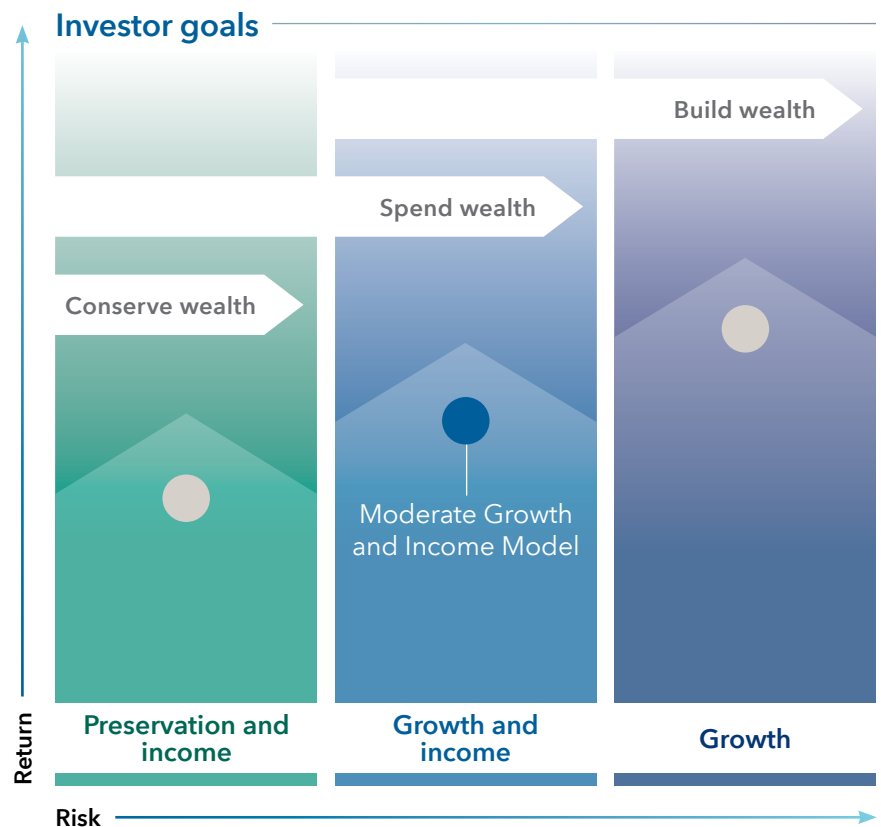 Investor goals
Build wealth
Spend wealth
Conserve wealth
Moderate Growth
and Income Model
Return
Preservation and
income
Growth and
income
Growth
Risk